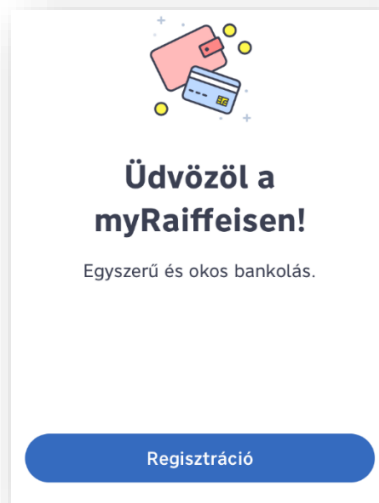 Üdvözöl a
myRaiffeisen!
Egyszerű és okos bankolás.
Regisztráció